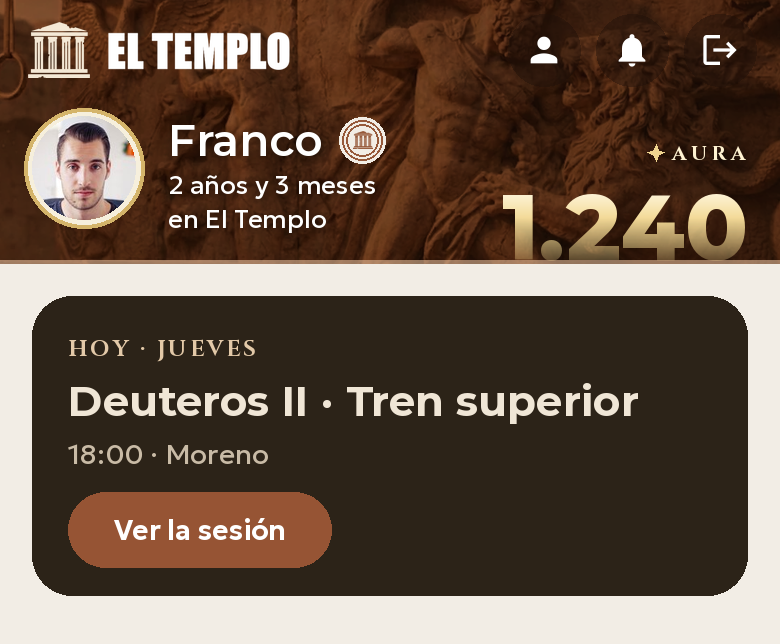 EL TEMPLO
Franco
2 años y 3 meses
en El Templo
AURA
1.240
HOY · JUEVES
Deuteros II · Tren superior
18:00 · Moreno
Ver la sesión